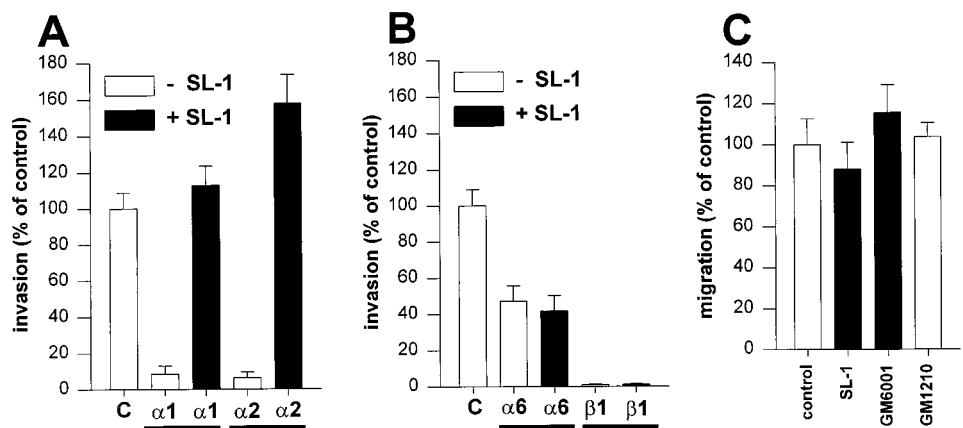 A
invasion (% of control)
180
160
140
120
100
80
60
40
20
0
- SL-1
+ SL-1
C α1 α1 α2 α2
B
invasion (% of control)
180
160
140
120
100
80
60
40
20
0
- SL-1
+ SL-1
C α6 α6 β1 β1
C
migration (% of control)
160
140
120
100
80
60
40
20
0
control
SL-1
GM6001
GM1210